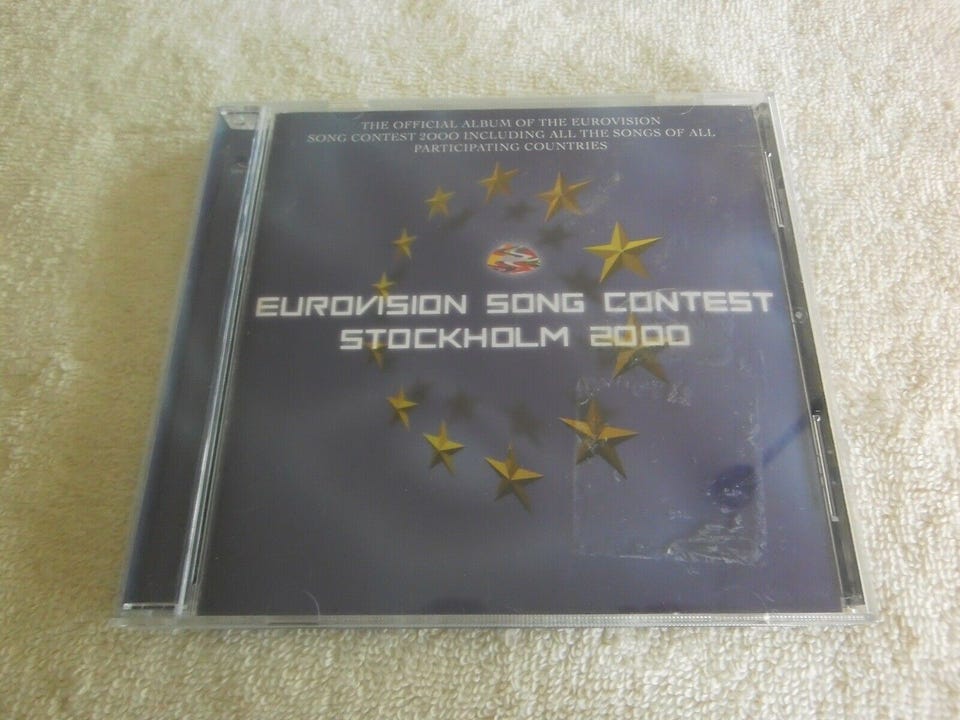 THE OFFICIAL ALBUM OF THE EUROVISION
SONG CONTEST 2000 INCLUDING ALL THE SONGS OF ALL
PARTICIPATING COUNTRIES
EUROVISION SONG CONTEST
STOCKHOLM 2000